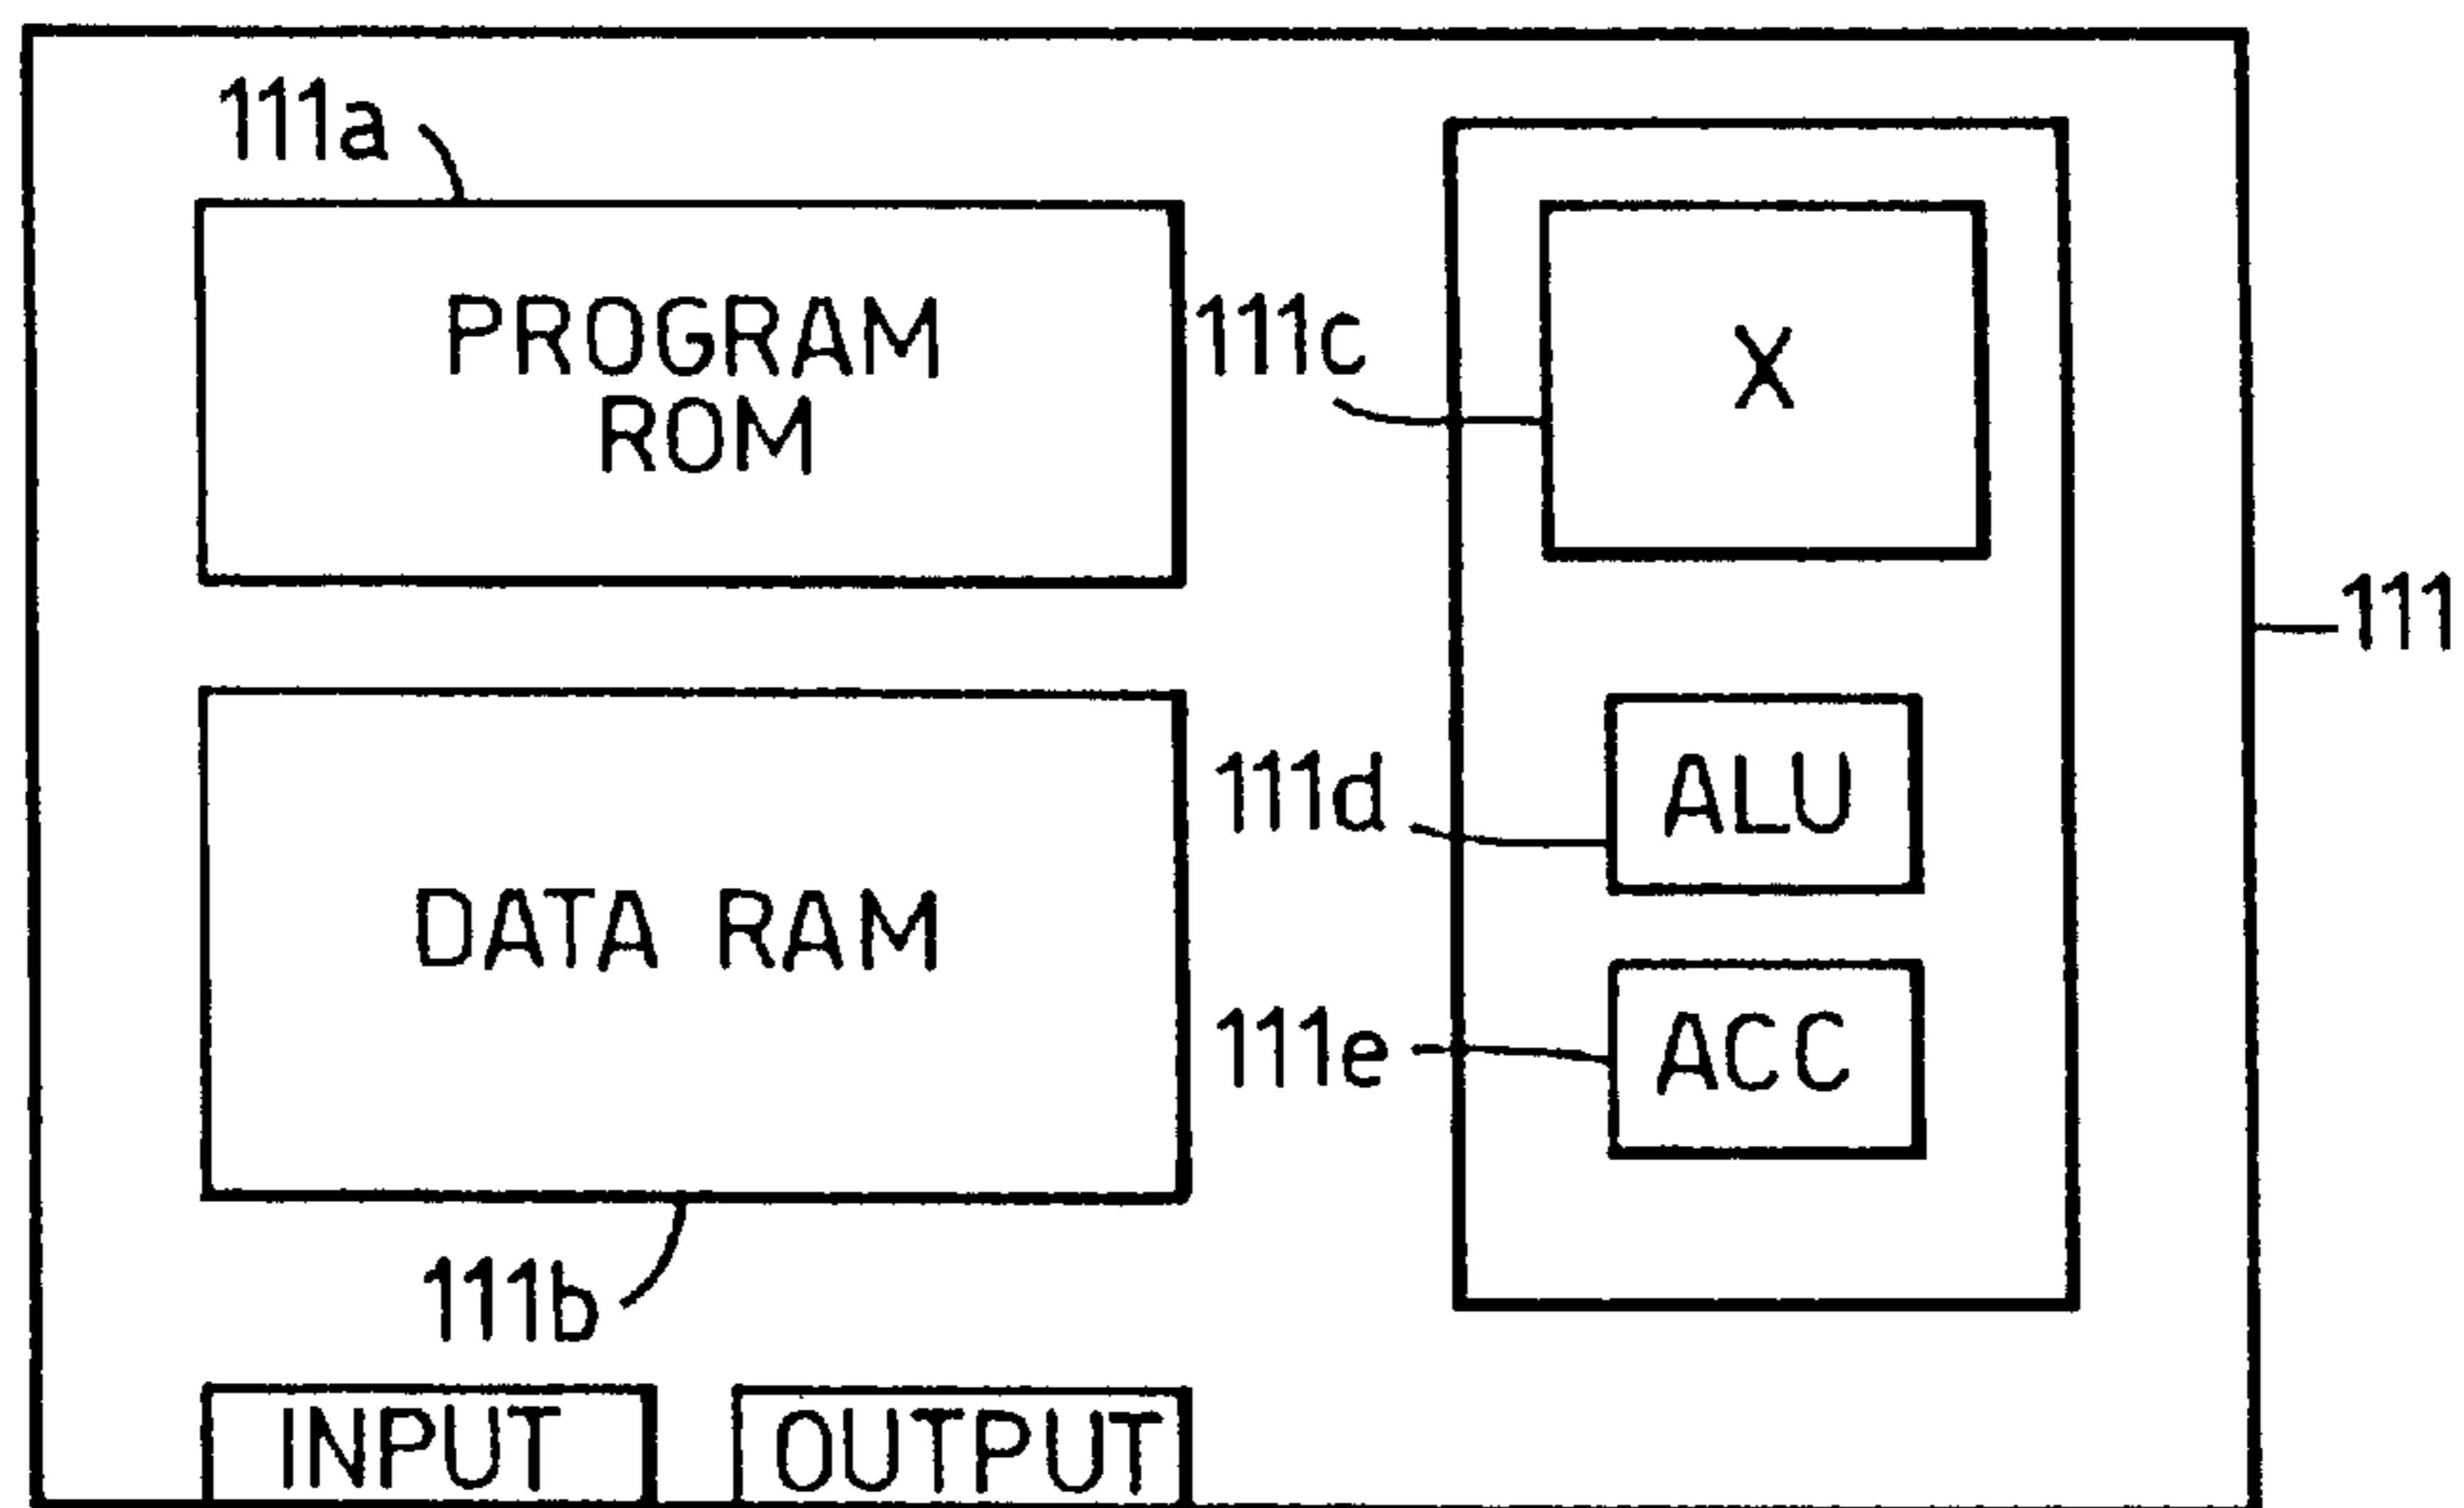 111a
PROGRAM
ROM
111c
X
111
DATA RAM
111d
ALU
111e
ACC
111b
INPUT
OUTPUT